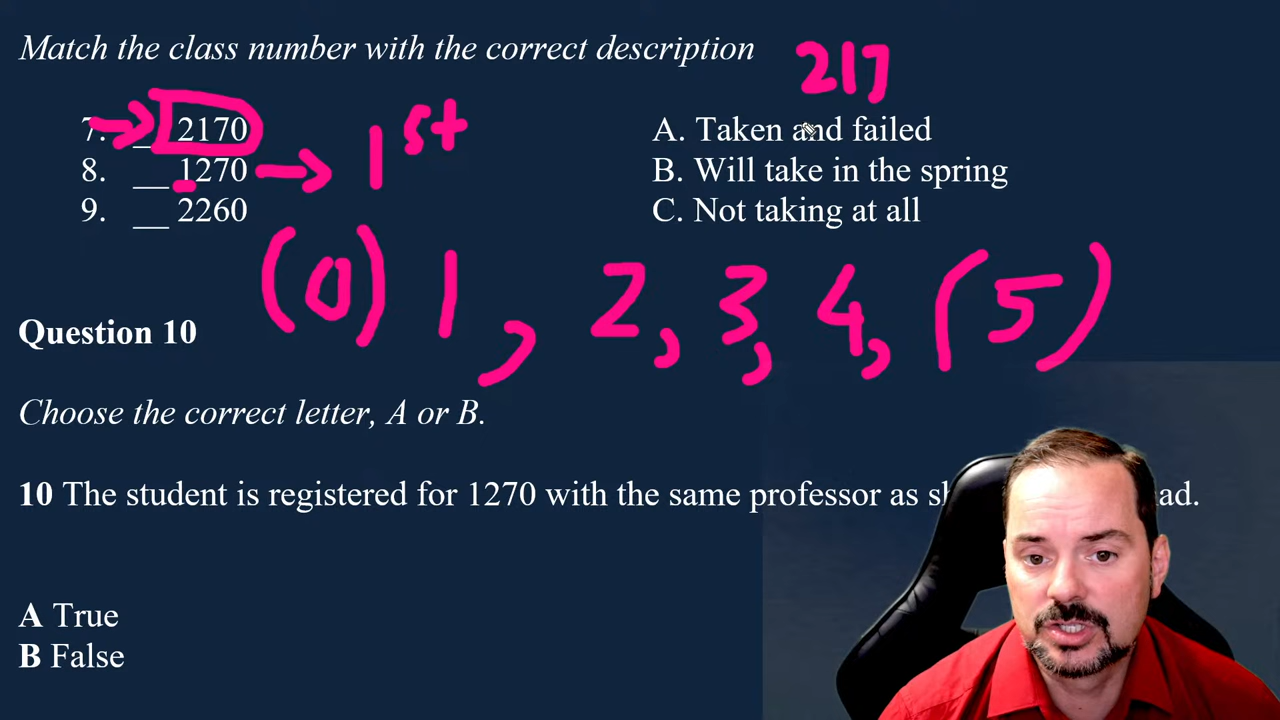 Match the class number with the correct description
217
7. __ 2170
1st
A. Taken and failed
8. __ 1270
B. Will take in the spring
9. __ 2260
C. Not taking at all
(0) 1, 2, 3, 4, (5)
Question 10
Choose the correct letter, A or B.
10 The student is registered for 1270 with the same professor as ad.
A True
B False